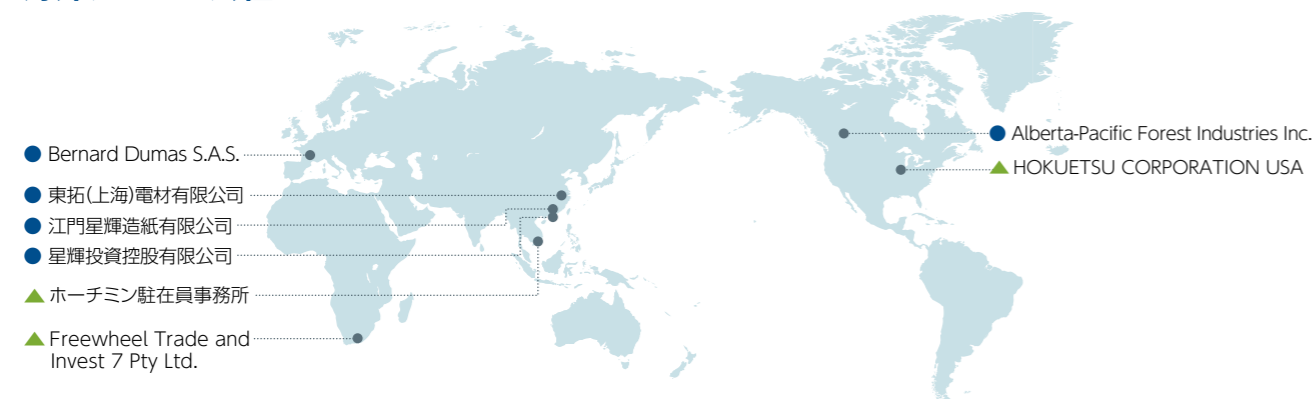 ● Bernard Dumas S.A.S.
● 東拓(上海)電材有限公司
● 江門星輝造紙有限公司
● 星輝投資控股有限公司
▲ ホーチミン駐在員事務所
▲ Freewheel Trade and
Invest 7 Pty Ltd.
● Alberta-Pacific Forest Industries Inc.
▲ HOKUETSU CORPORATION USA